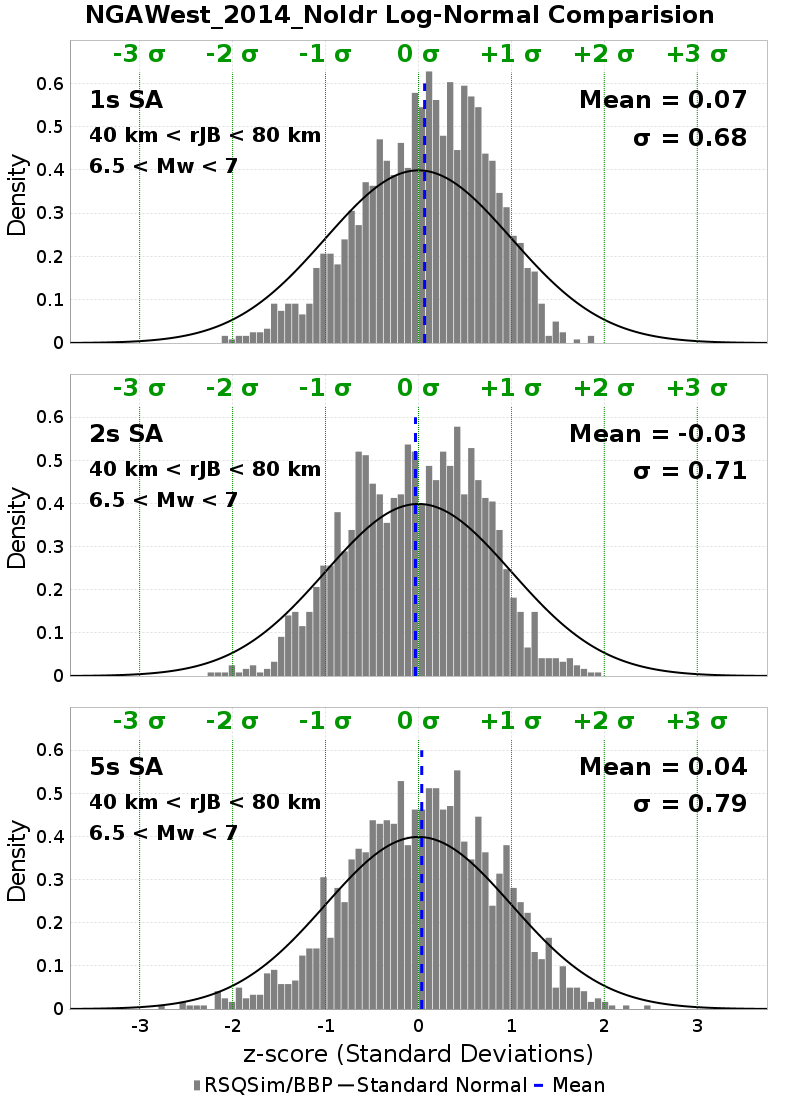 NGAWest_2014_NoIdr Log-Normal Comparision
-3 σ -2 σ -1 σ 0 σ +1 σ +2 σ +3 σ
1s SA
40 km < rJB < 80 km
6.5 < Mw < 7
Mean = 0.07
σ = 0.68
Density
0.6
0.5
0.4
0.3
0.2
0.1
0
-3 σ -2 σ -1 σ 0 σ +1 σ +2 σ +3 σ
2s SA
40 km < rJB < 80 km
6.5 < Mw < 7
Mean = -0.03
σ = 0.71
Density
0.6
0.5
0.4
0.3
0.2
0.1
0
-3 σ -2 σ -1 σ 0 σ +1 σ +2 σ +3 σ
5s SA
40 km < rJB < 80 km
6.5 < Mw < 7
Mean = 0.04
σ = 0.79
Density
0.6
0.5
0.4
0.3
0.2
0.1
0
-3 -2 -1 0 1 2 3
z-score (Standard Deviations)
RSQSim/BBP Standard Normal Mean